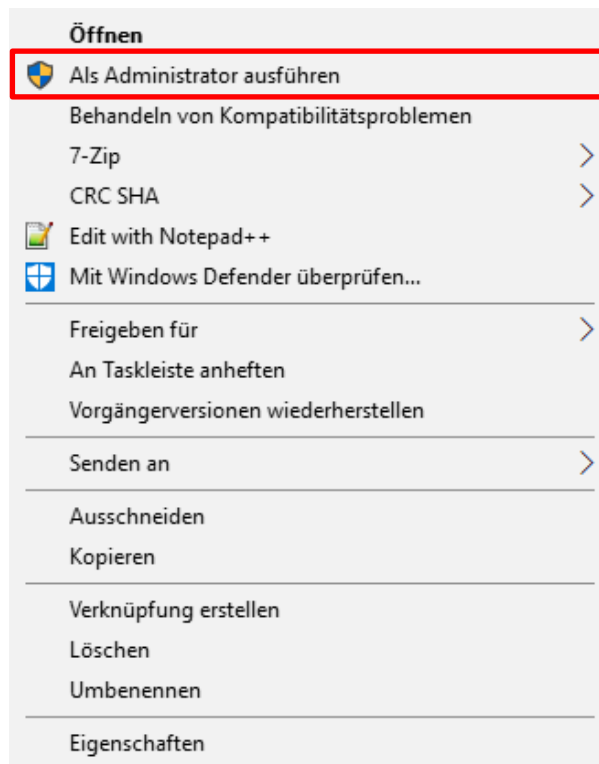 Öffnen
Als Administrator ausführen
Behandeln von Kompatibilitätsproblemen
7-Zip
CRC SHA
Edit with Notepad++
Mit Windows Defender überprüfen...
Freigeben für
An Taskleiste anheften
Vorgängerversionen wiederherstellen
Senden an
Ausschneiden
Kopieren
Verknüpfung erstellen
Löschen
Umbenennen
Eigenschaften